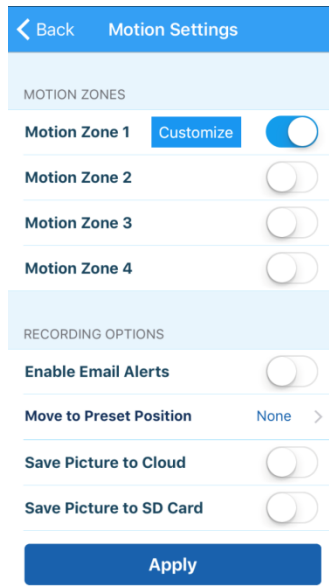 Back Motion Settings
MOTION ZONES
Motion Zone 1 Customize
Motion Zone 2
Motion Zone 3
Motion Zone 4
RECORDING OPTIONS
Enable Email Alerts
Move to Preset Position None
Save Picture to Cloud
Save Picture to SD Card
Apply